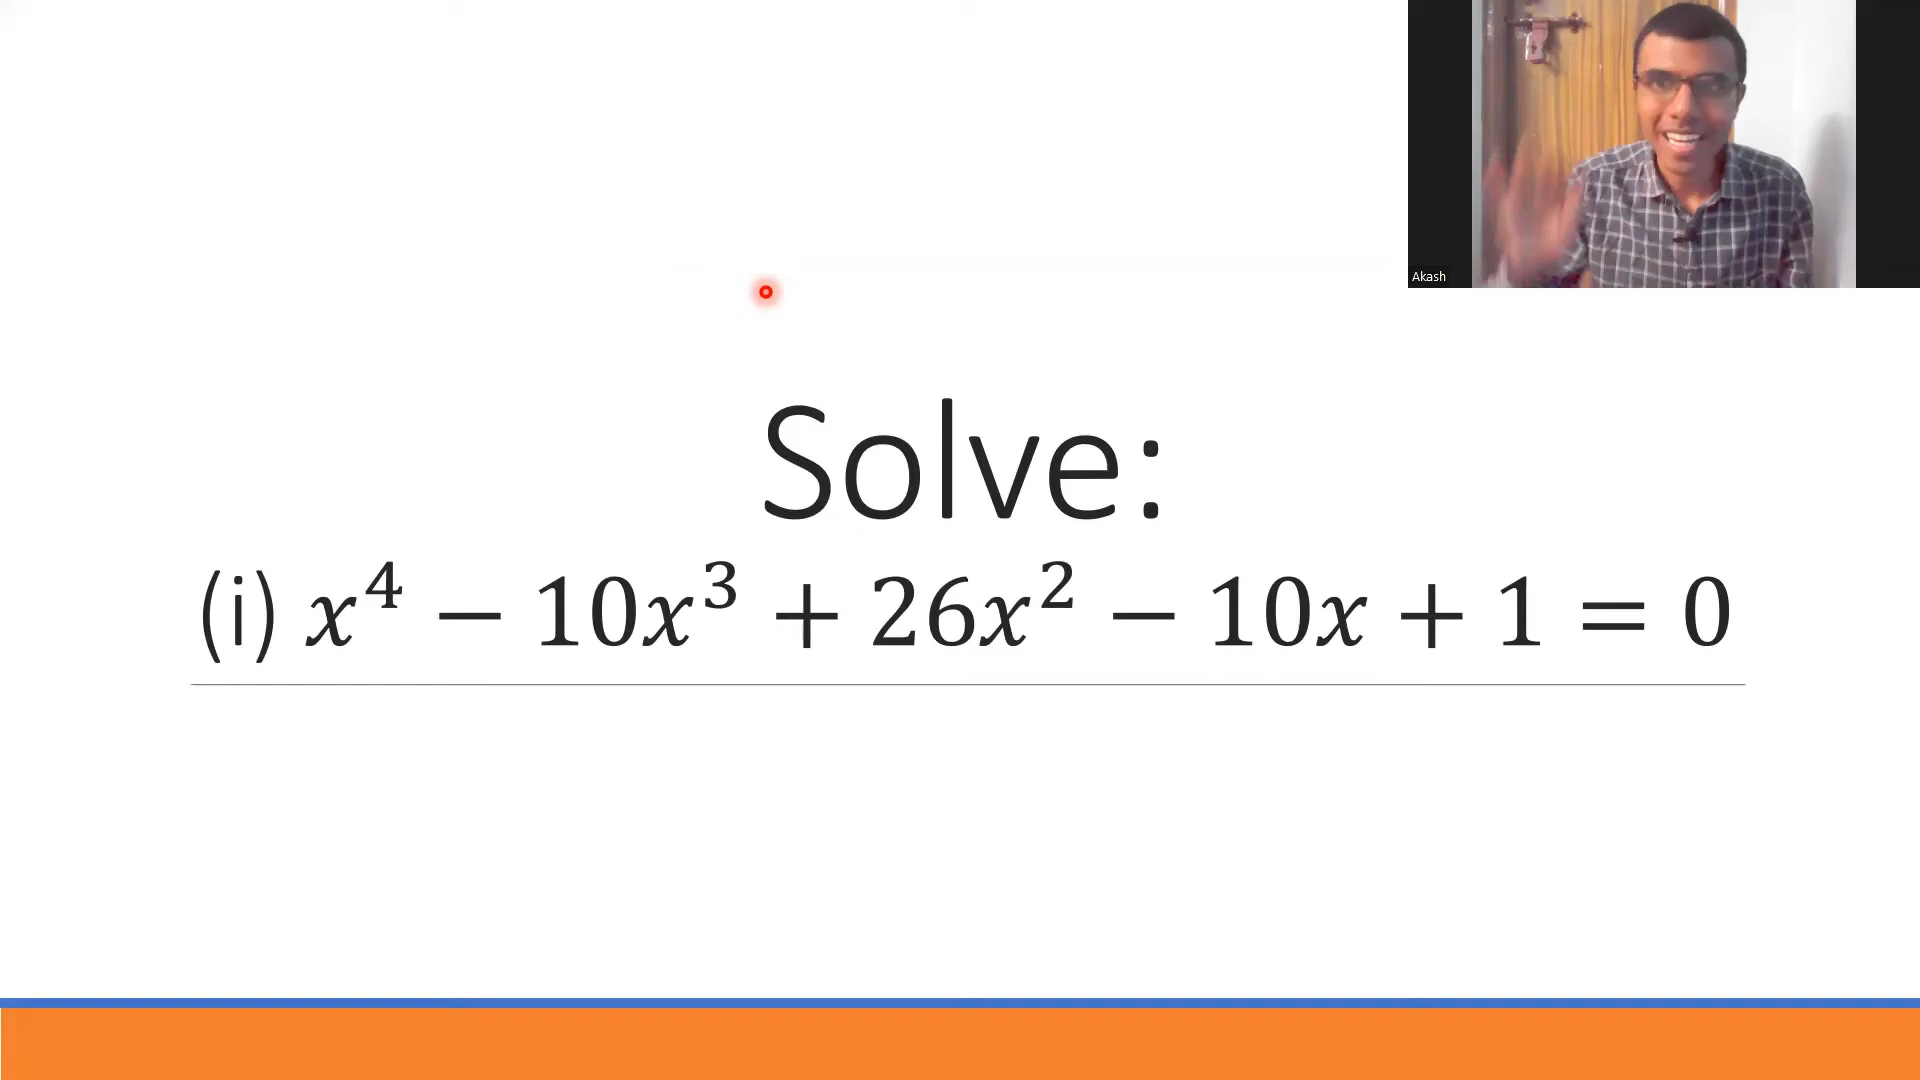 Akash
Solve:
(i) x⁴ − 10x³ + 26x² − 10x + 1 = 0